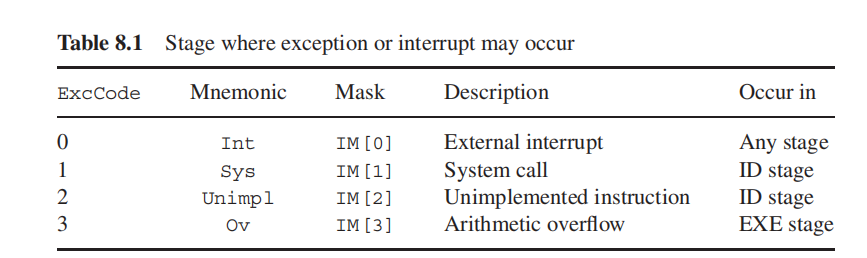 Table 8.1 Stage where exception or interrupt may occur
ExcCode Mnemonic Mask Description Occur in
0 Int IM[0] External interrupt Any stage
1 Sys IM[1] System call ID stage
2 Unimpl IM[2] Unimplemented instruction ID stage
3 Ov IM[3] Arithmetic overflow EXE stage